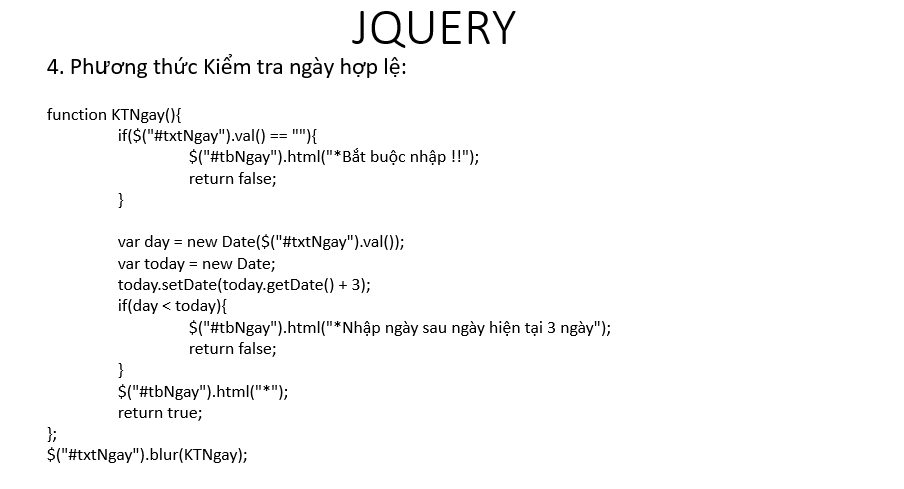 JQUERY
4. Phương thức Kiểm tra ngày hợp lệ:
function KTNgay(){
if($("#txtNgay").val() == ""){
$("#tbNgay").html("*Bắt buộc nhập !!");
return false;
}
var day = new Date($("#txtNgay").val());
var today = new Date;
today.setDate(today.getDate() + 3);
if(day < today){
$("#tbNgay").html("*Nhập ngày sau ngày hiện tại 3 ngày");
return false;
}
$("#tbNgay").html("*");
return true;
};
$("#txtNgay").blur(KTNgay);